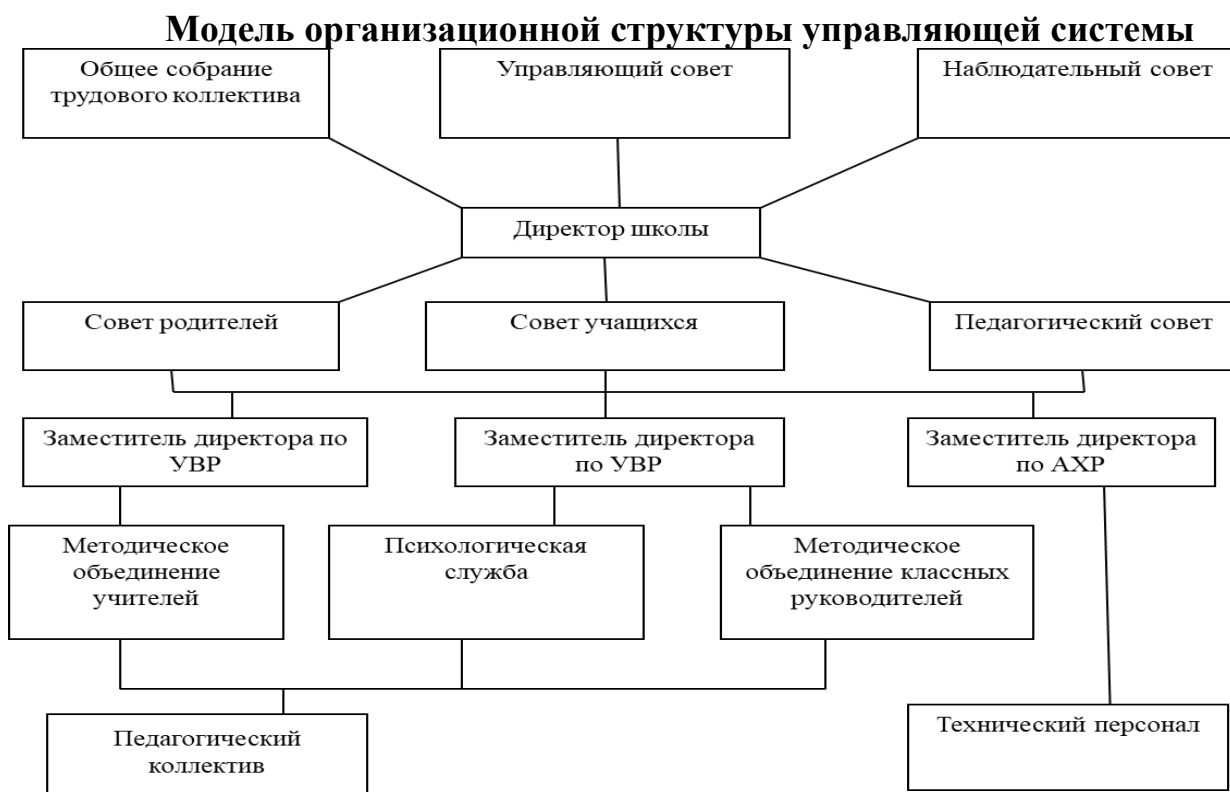 Модель организационной структуры управляющей системы
Общее собрание
трудового коллектива
Управляющий совет
Наблюдательный совет
Директор школы
Совет родителей
Совет учащихся
Педагогический совет
Заместитель директора по
УВР
Заместитель директора
по УВР
Заместитель директора
по АХР
Методическое
объединение
учителей
Психологическая
служба
Методическое
объединение классных
руководителей
Педагогический
коллектив
Технический персонал